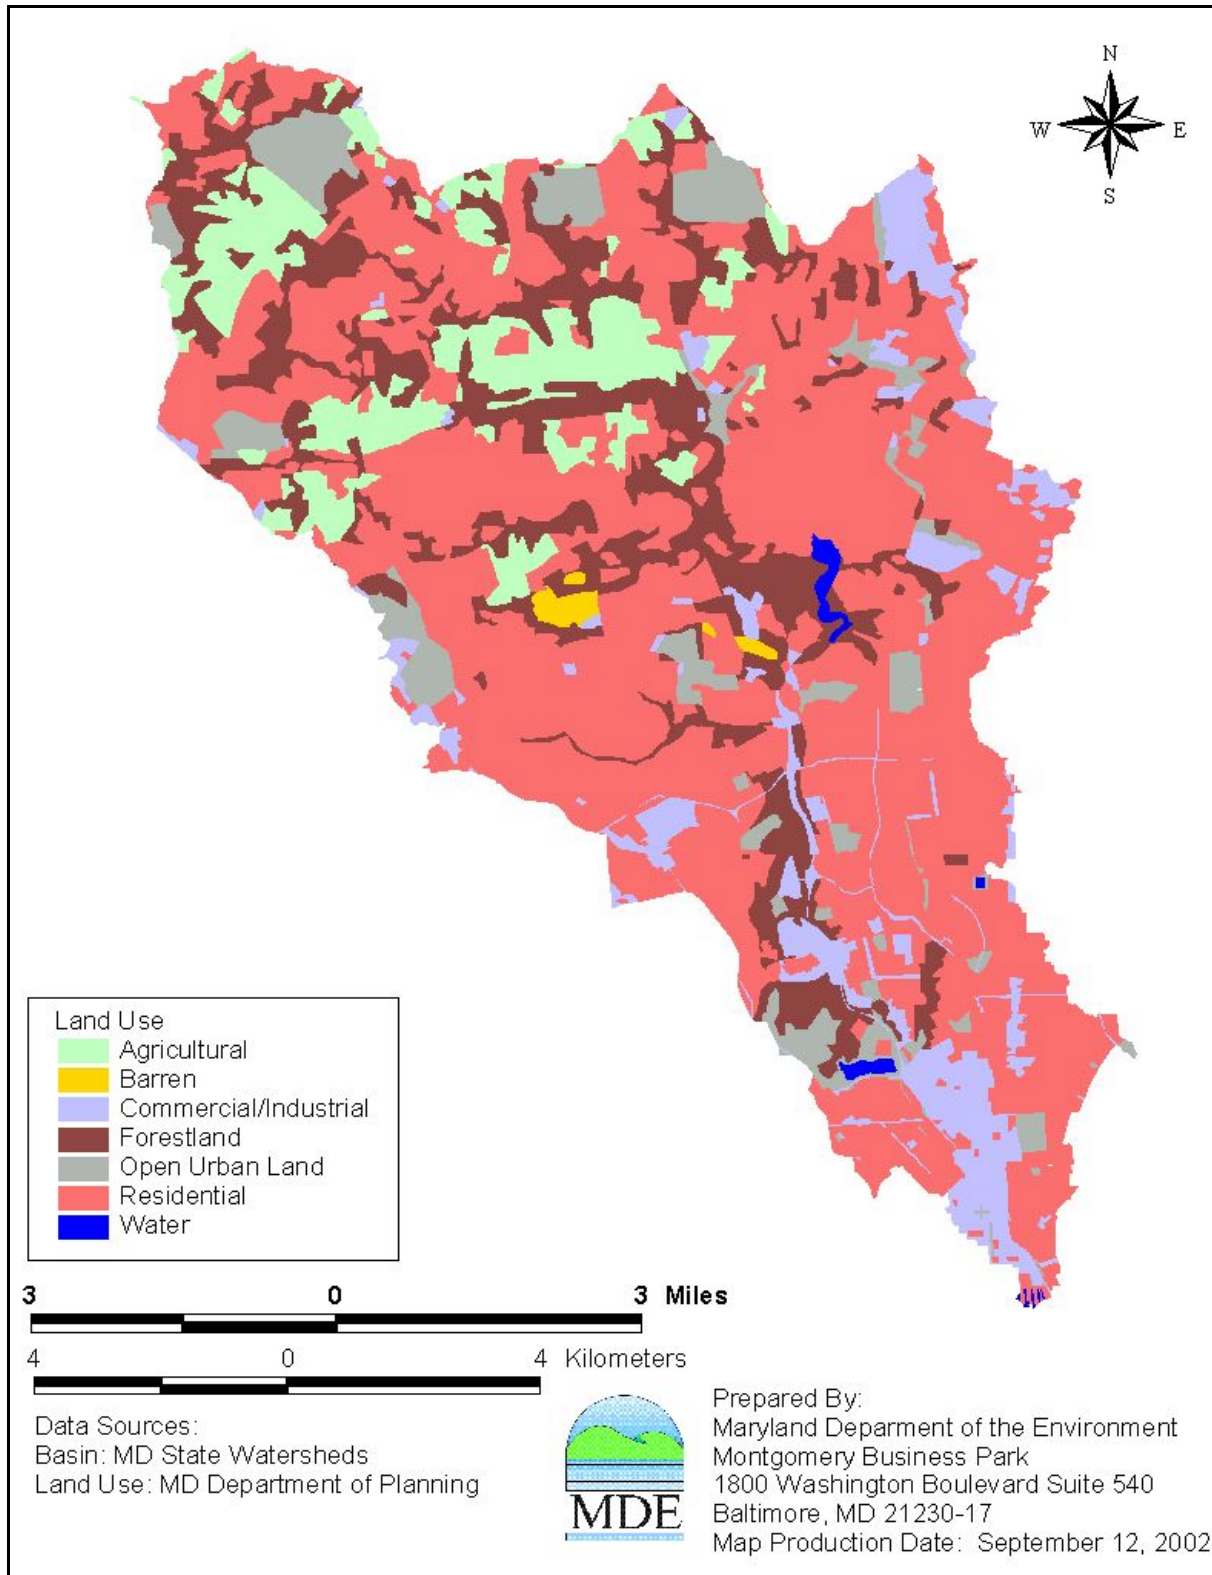 N
W E
S
Land Use
Agricultural
Barren
Commercial/Industrial
Forestland
Open Urban Land
Residential
Water
3 0 3 Miles
4 0 4 Kilometers
Data Sources:
Basin: MD State Watersheds
Land Use: MD Department of Planning
MDE
Prepared By:
Maryland Deparment of the Environment
Montgomery Business Park
1800 Washington Boulevard Suite 540
Baltimore, MD 21230-17
Map Production Date: September 12, 2002